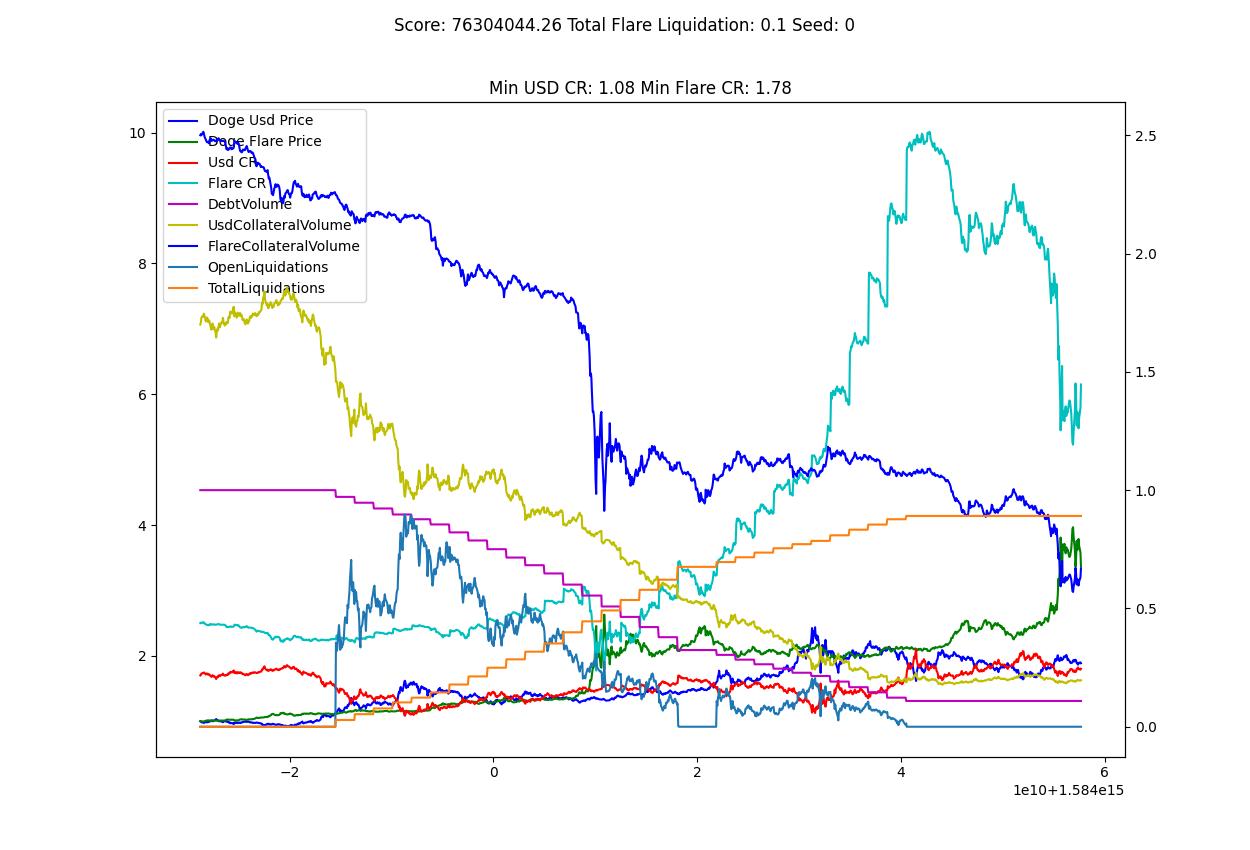 Score: 76304044.26 Total Flare Liquidation: 0.1 Seed: 0
Min USD CR: 1.08 Min Flare CR: 1.78
Doge Usd Price
Doge Flare Price
Usd CR
Flare CR
DebtVolume
UsdCollateralVolume
FlareCollateralVolume
OpenLiquidations
TotalLiquidations
10
8
6
4
2
2.5
2.0
1.5
1.0
0.5
0.0
−2
0
2
4
6
1e10+1.584e15